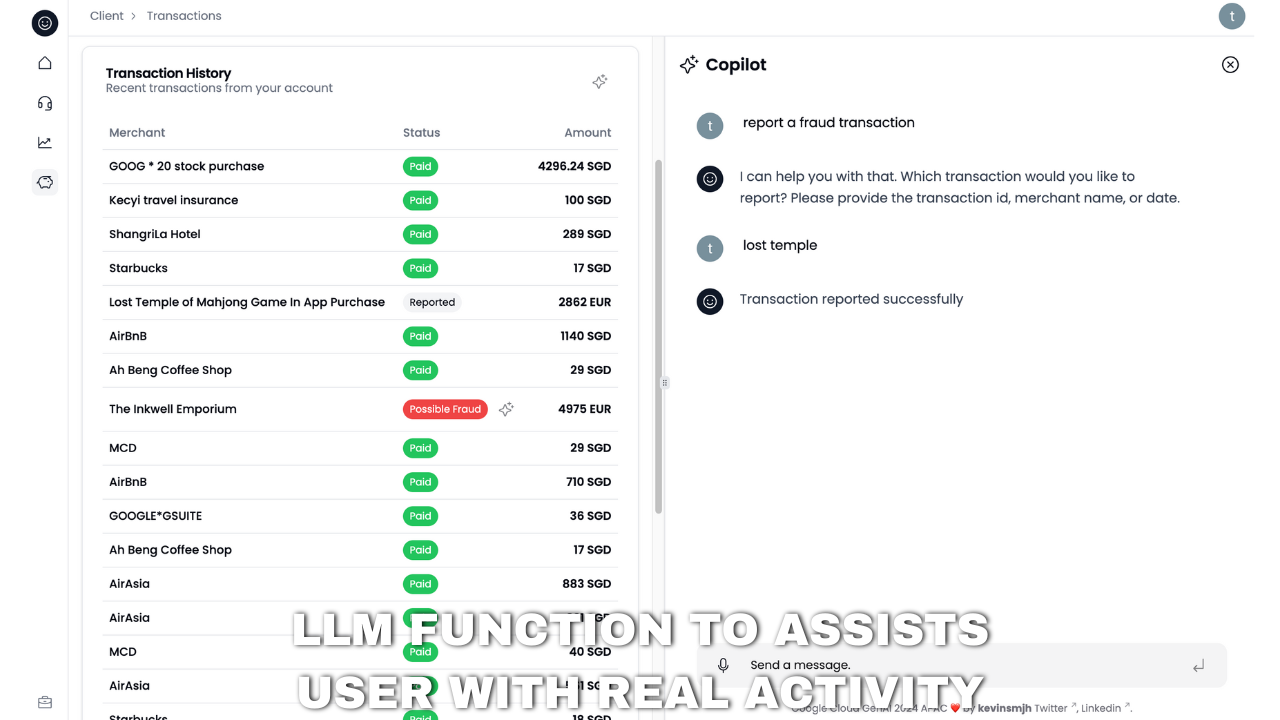 Client > Transactions
t
Transaction History
Recent transactions from your account
Merchant Status Amount
GOOG * 20 stock purchase Paid 4296.24 SGD
Kecyi travel insurance Paid 100 SGD
ShangriLa Hotel Paid 289 SGD
Starbucks Paid 17 SGD
Lost Temple of Mahjong Game In App Purchase Reported 2862 EUR
AirBnB Paid 1140 SGD
Ah Beng Coffee Shop Paid 29 SGD
The Inkwell Emporium Possible Fraud 4975 EUR
MCD Paid 29 SGD
AirBnB Paid 710 SGD
GOOGLE*GSUITE Paid 36 SGD
Ah Beng Coffee Shop Paid 17 SGD
AirAsia Paid 883 SGD
AirAsia
MCD Paid 40 SGD
AirAsia
Starbucks Paid 18 SGD
Copilot
t report a fraud transaction
I can help you with that. Which transaction would you like to
report? Please provide the transaction id, merchant name, or date.
t lost temple
Transaction reported successfully
Send a message.
Google Cloud GenAI 2024 APAC ❤️ by kevinsmjh Twitter ↗, Linkedin ↗.
LLM FUNCTION TO ASSISTS
USER WITH REAL ACTIVITY